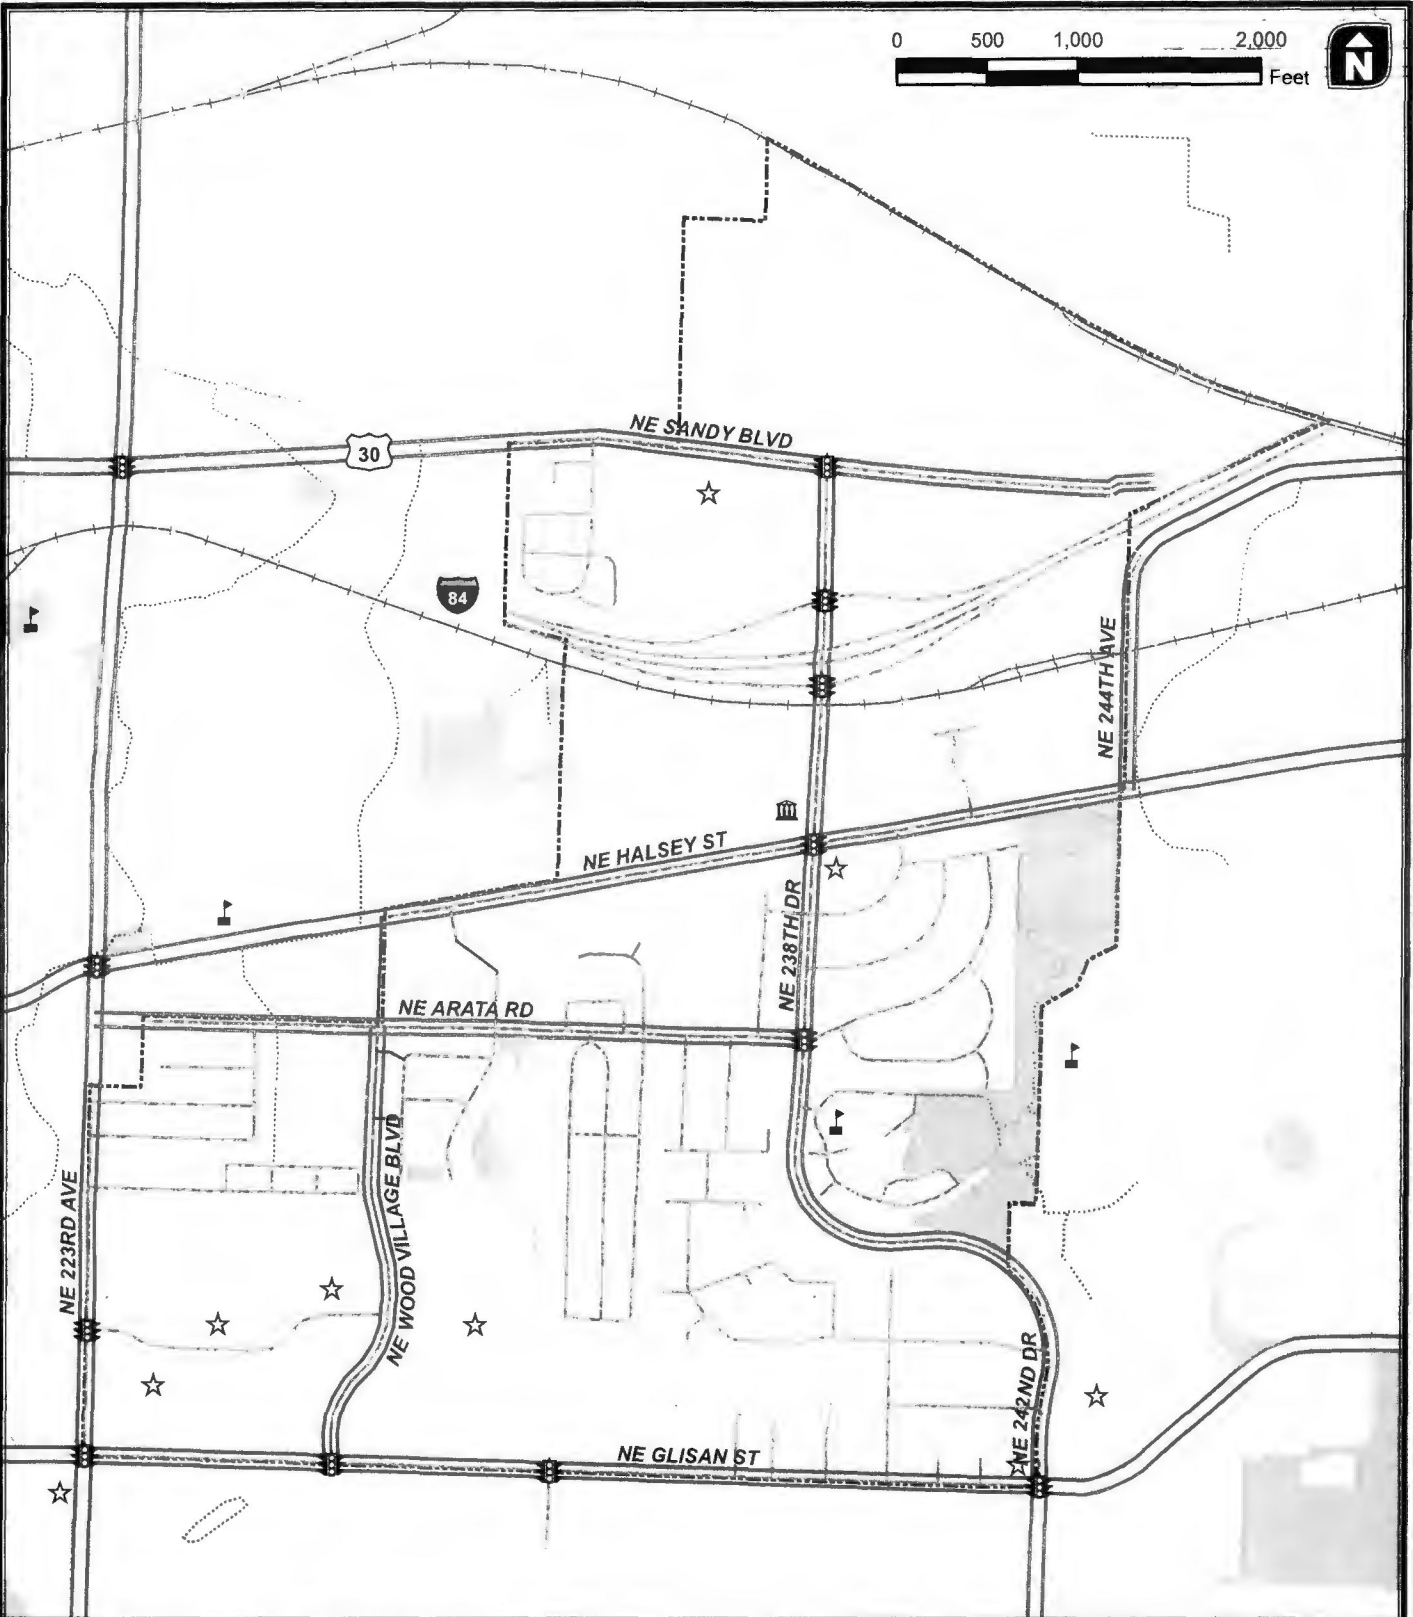 0 500 1,000 2,000
Feet
N
NE SANDY BLVD
30
84
NE 244TH AVE
NE HALSEY ST
NE 238TH DR
NE ARATA RD
NE WOOD VILLAGE BLVD
NE 223RD AVE
NE 242ND DR
NE GLISAN ST